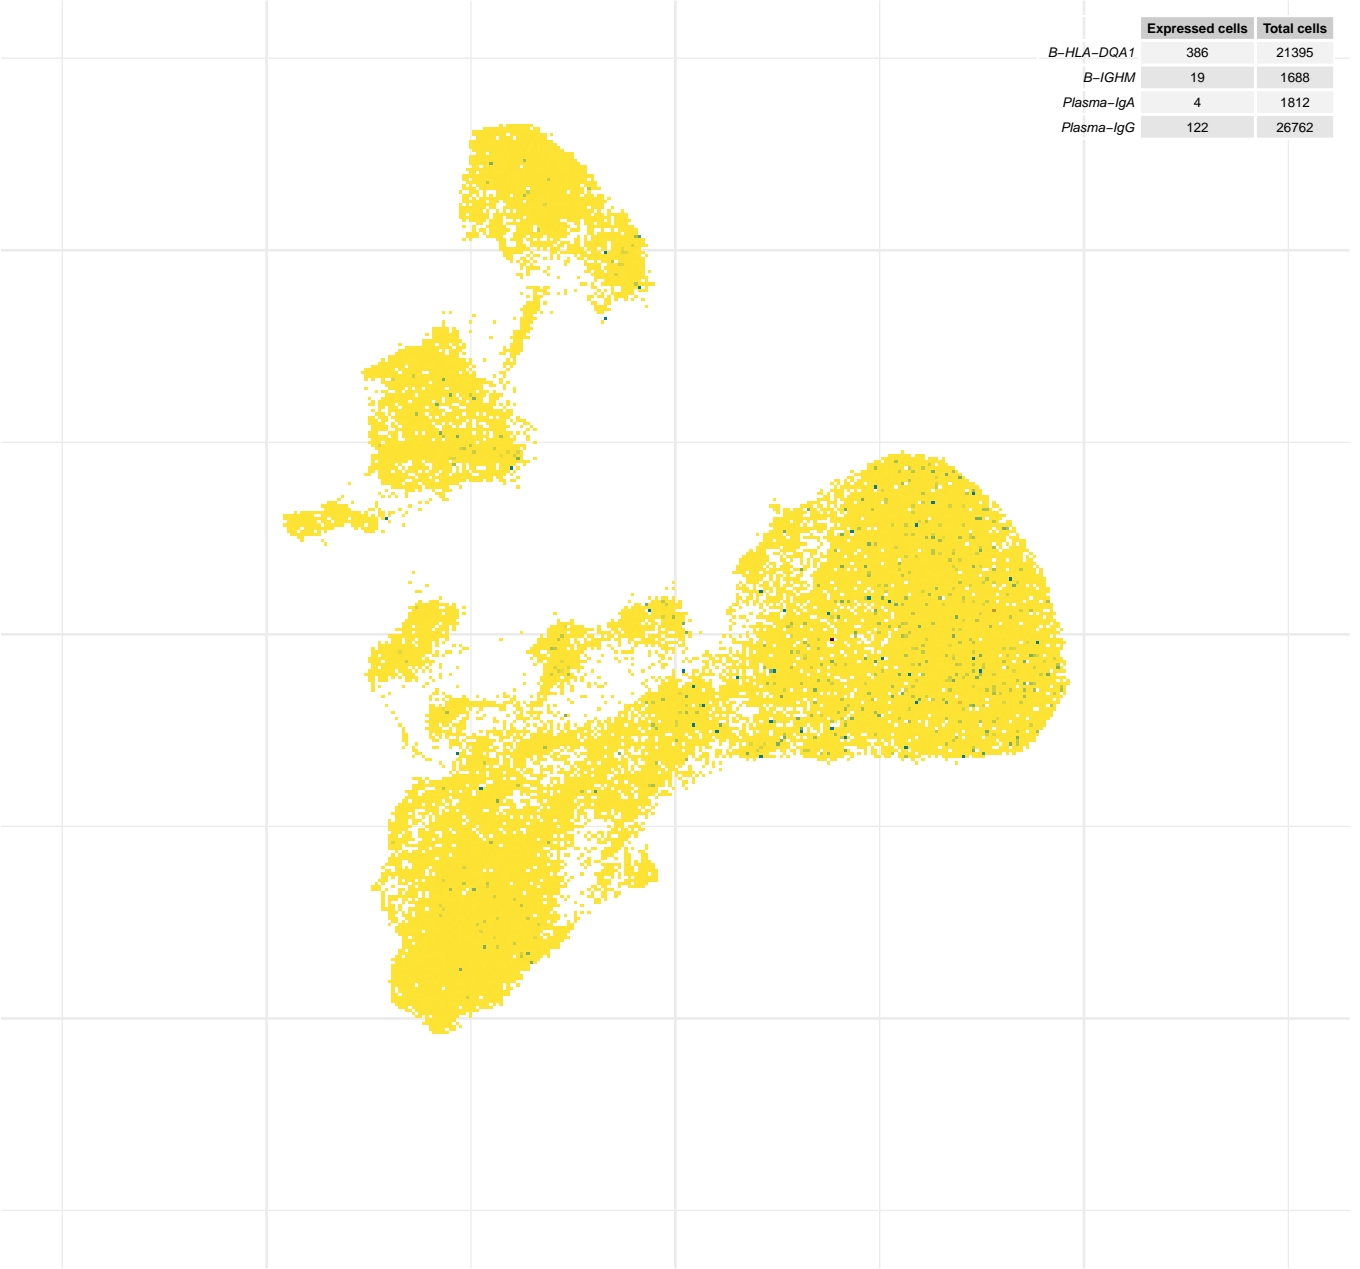 Expressed cells Total cells
B−HLA−DQA1 386 21395
B−IGHM 19 1688
Plasma−IgA 4 1812
Plasma−IgG 122 26762